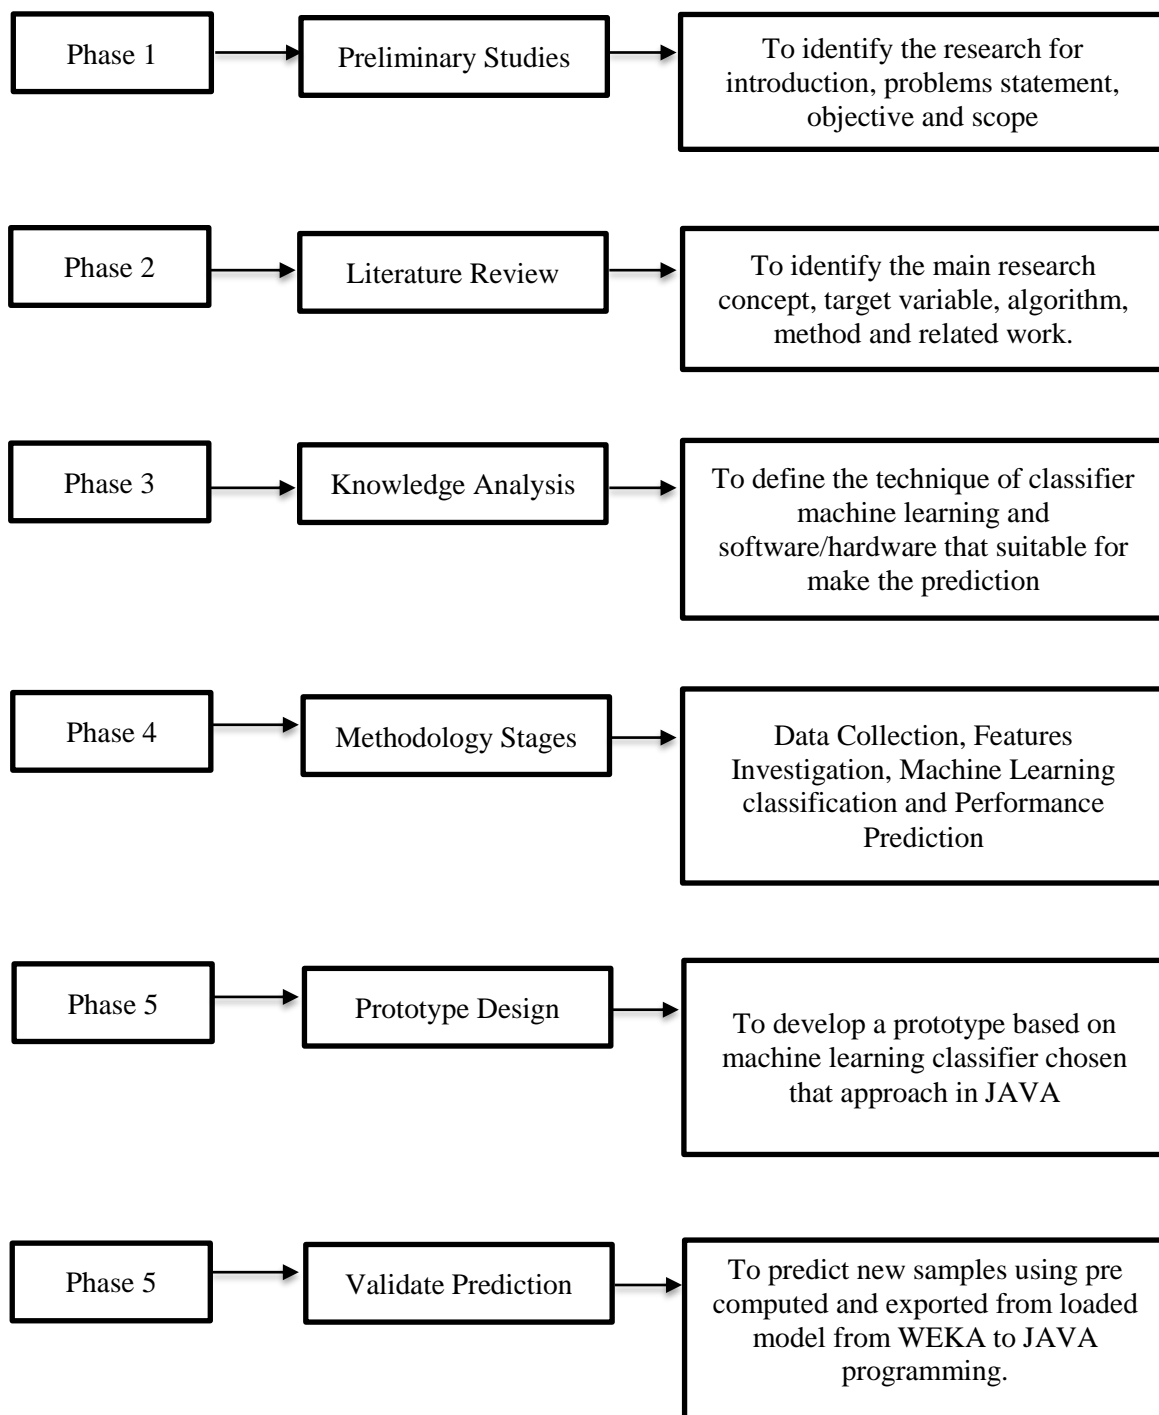 Phase 1
Preliminary Studies
To identify the research for
introduction, problems statement,
objective and scope
Phase 2
Literature Review
To identify the main research
concept, target variable, algorithm,
method and related work.
Phase 3
Knowledge Analysis
To define the technique of classifier
machine learning and
software/hardware that suitable for
make the prediction
Phase 4
Methodology Stages
Data Collection, Features
Investigation, Machine Learning
classification and Performance
Prediction
Phase 5
Prototype Design
To develop a prototype based on
machine learning classifier chosen
that approach in JAVA
Phase 5
Validate Prediction
To predict new samples using pre
computed and exported from loaded
model from WEKA to JAVA
programming.